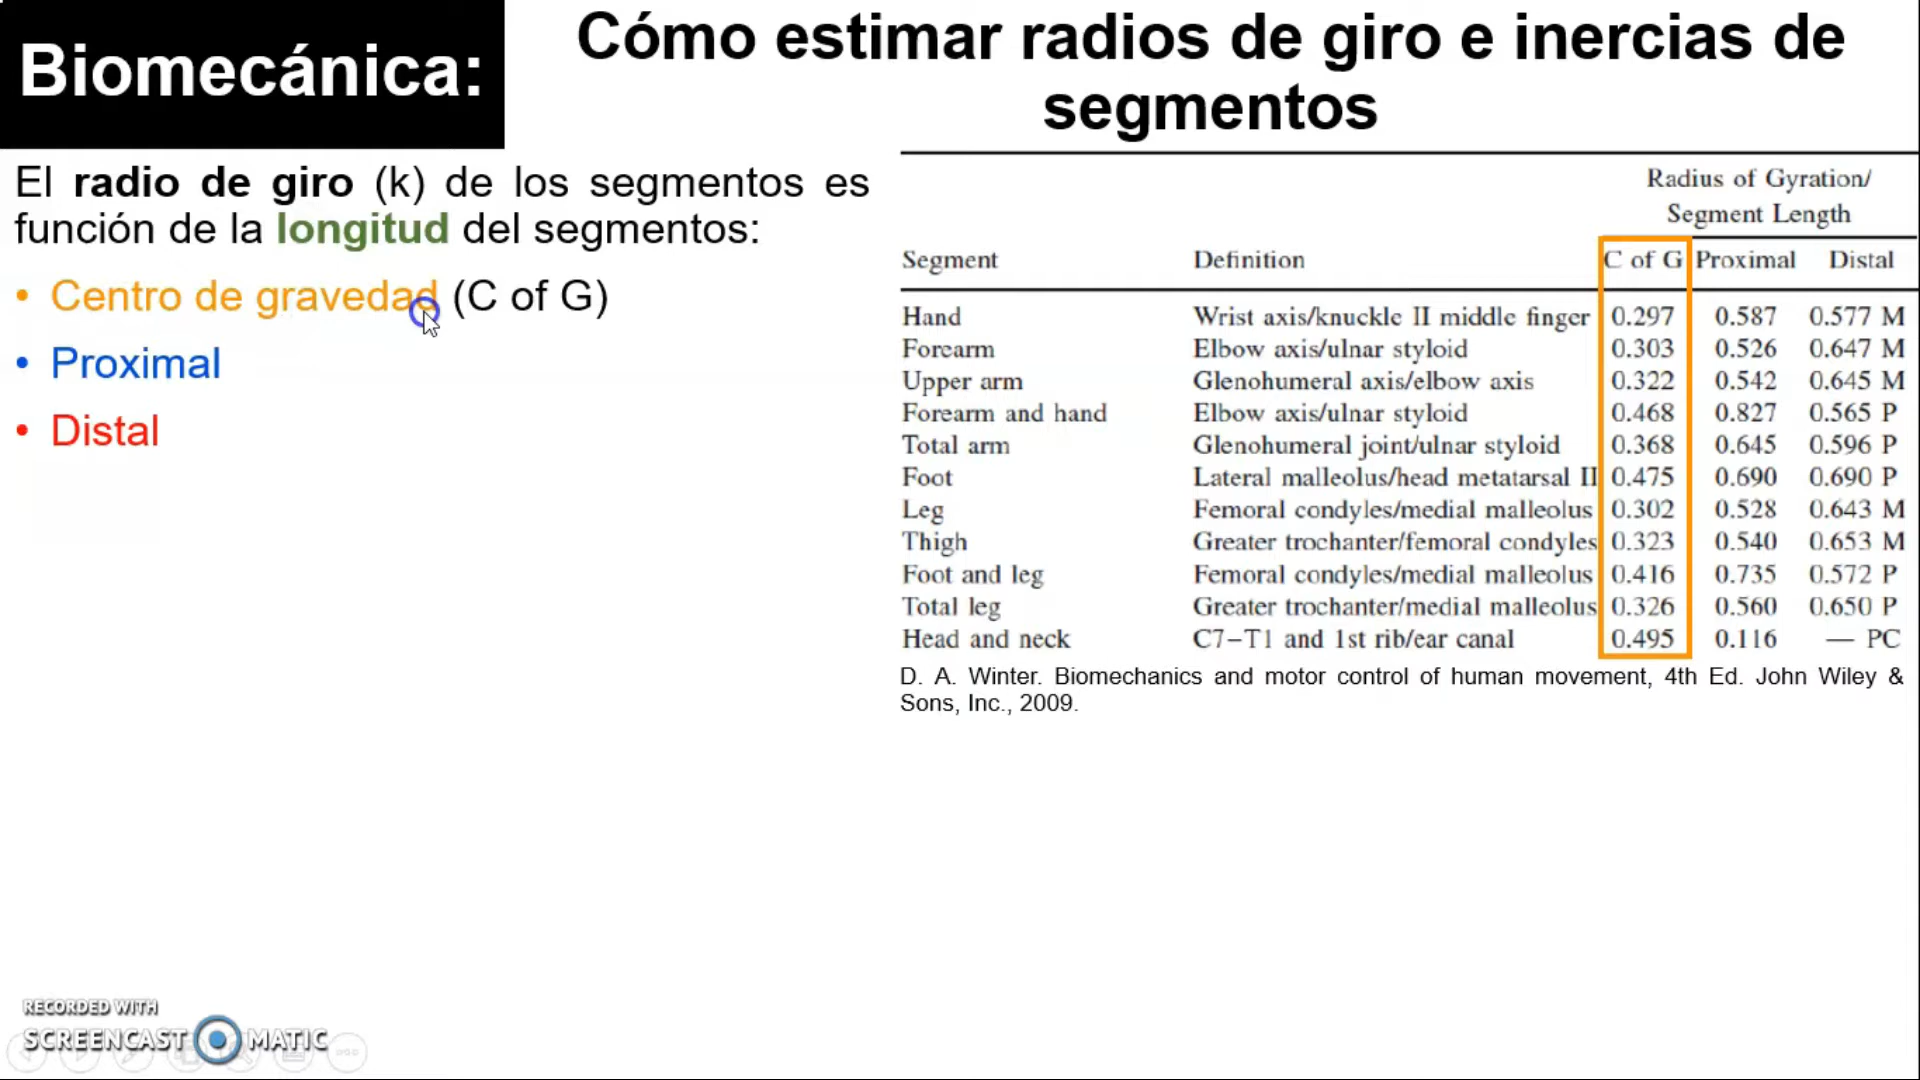 Biomecánica:
Cómo estimar radios de giro e inercias de
segmentos
El radio de giro (k) de los segmentos es
función de la longitud del segmentos:
• Centro de gravedad (C of G)
• Proximal
• Distal
Radius of Gyration/
Segment Length
Segment Definition C of G Proximal Distal
Hand Wrist axis/knuckle II middle finger 0.297 0.587 0.577 M
Forearm Elbow axis/ulnar styloid 0.303 0.526 0.647 M
Upper arm Glenohumeral axis/elbow axis 0.322 0.542 0.645 M
Forearm and hand Elbow axis/ulnar styloid 0.468 0.827 0.565 P
Total arm Glenohumeral joint/ulnar styloid 0.368 0.645 0.596 P
Foot Lateral malleolus/head metatarsal II 0.475 0.690 0.690 P
Leg Femoral condyles/medial malleolus 0.302 0.528 0.643 M
Thigh Greater trochanter/femoral condyles 0.323 0.540 0.653 M
Foot and leg Femoral condyles/medial malleolus 0.416 0.735 0.572 P
Total leg Greater trochanter/medial malleolus 0.326 0.560 0.650 P
Head and neck C7–T1 and 1st rib/ear canal 0.495 0.116 — PC
D. A. Winter. Biomechanics and motor control of human movement, 4th Ed. John Wiley &
Sons, Inc., 2009.
RECORDED WITH
SCREENCAST MATIC